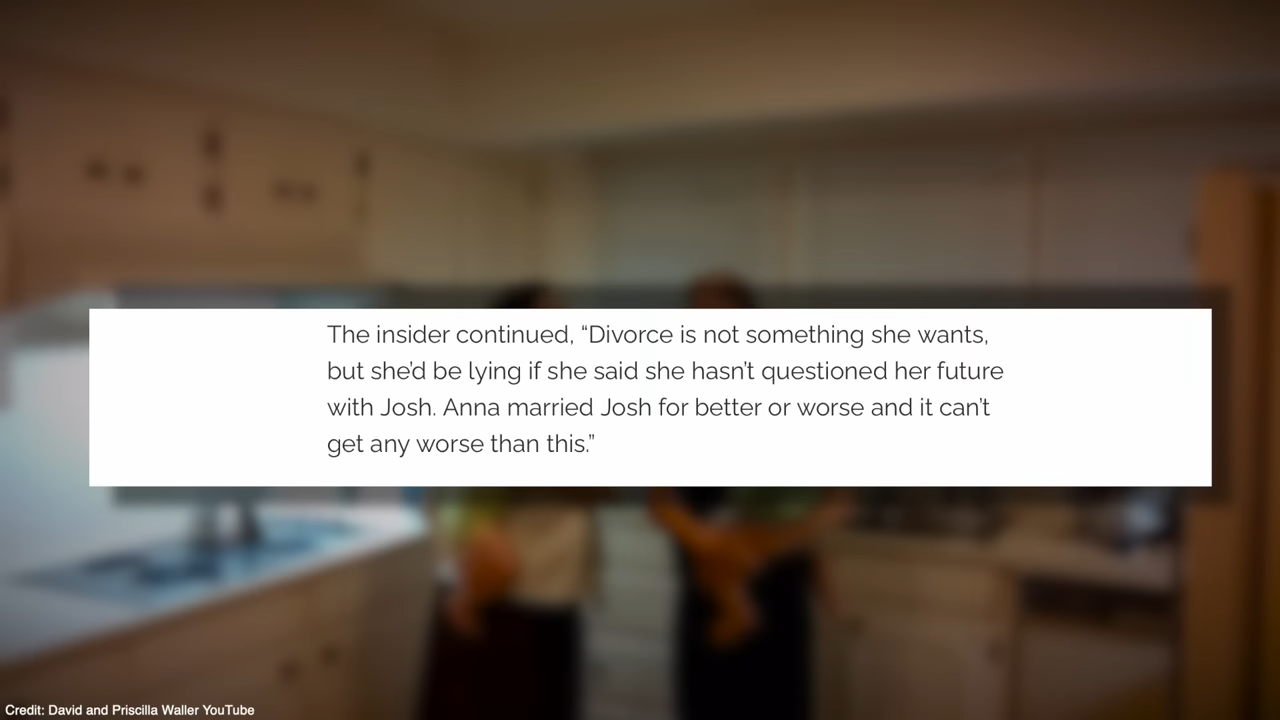 The insider continued, “Divorce is not something she wants,
but she’d be lying if she said she hasn’t questioned her future
with Josh. Anna married Josh for better or worse and it can’t
get any worse than this.”
Credit: David and Priscilla Waller YouTube